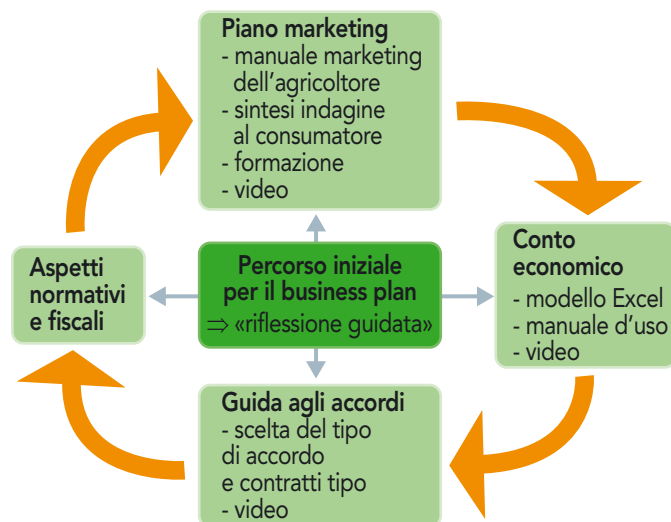 Piano marketing
- manuale marketing
dell’agricoltore
- sintesi indagine
al consumatore
- formazione
- video
Aspetti
normativi
e fiscali
Percorso iniziale
per il business plan
⇒ «riflessione guidata»
Conto
economico
- modello Excel
- manuale d’uso
- video
Guida agli accordi
- scelta del tipo
di accordo
e contratti tipo
- video